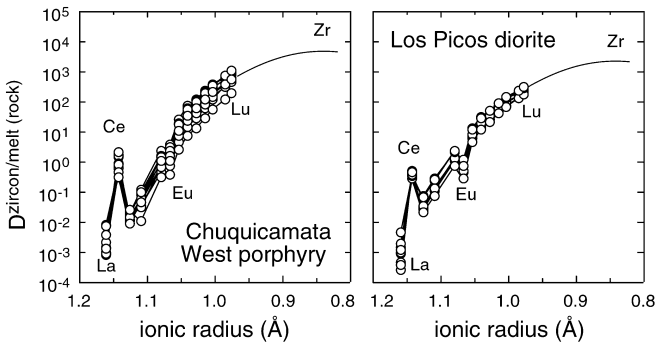 D^zircon/melt (rock)
10^5
10^4
10^3
10^2
10^1
10^0
10^-1
10^-2
10^-3
10^-4
Zr
Ce
Lu
Eu
La
Chuquicamata
West porphyry
1.2 1.1 1.0 0.9 0.8
ionic radius (Å)
Los Picos diorite
Zr
Ce
Lu
Eu
La
1.2 1.1 1.0 0.9 0.8
ionic radius (Å)